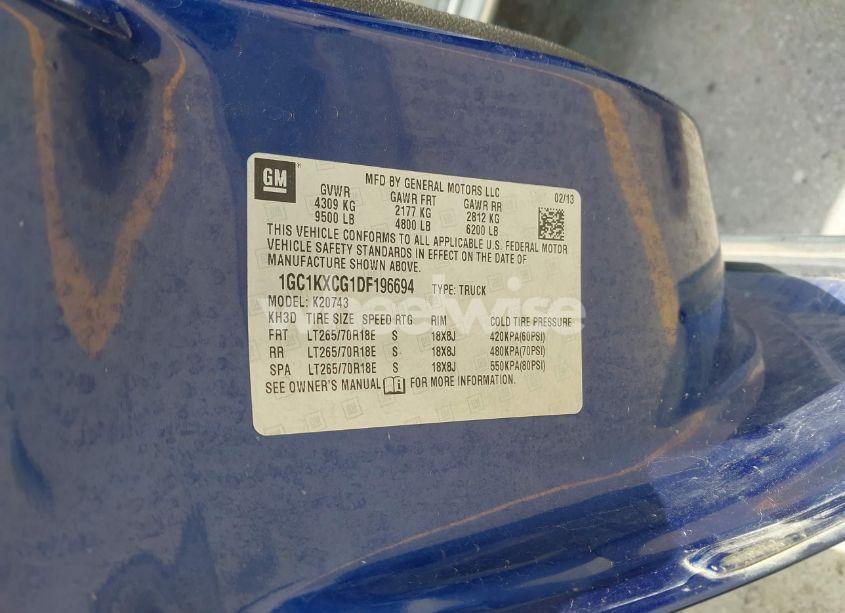 GM
MFD BY GENERAL MOTORS LLC
02/13
GVWR GAWR FRT GAWR RR
4309 KG 2177 KG 2812 KG
9500 LB 4800 LB 6200 LB
THIS VEHICLE CONFORMS TO ALL APPLICABLE U.S. FEDERAL MOTOR
VEHICLE SAFETY STANDARDS IN EFFECT ON THE DATE OF
MANUFACTURE SHOWN ABOVE.
1GC1KXCG1DF196694 TYPE: TRUCK
MODEL: K20743
KH3D TIRE SIZE SPEED RTG RIM COLD TIRE PRESSURE
FRT LT265/70R18E S 18X8J 420KPA(60PSI)
RR LT265/70R18E S 18X8J 480KPA(70PSI)
SPA LT265/70R18E S 18X8J 550KPA(80PSI)
SEE OWNER'S MANUAL FOR MORE INFORMATION.
wheelwise